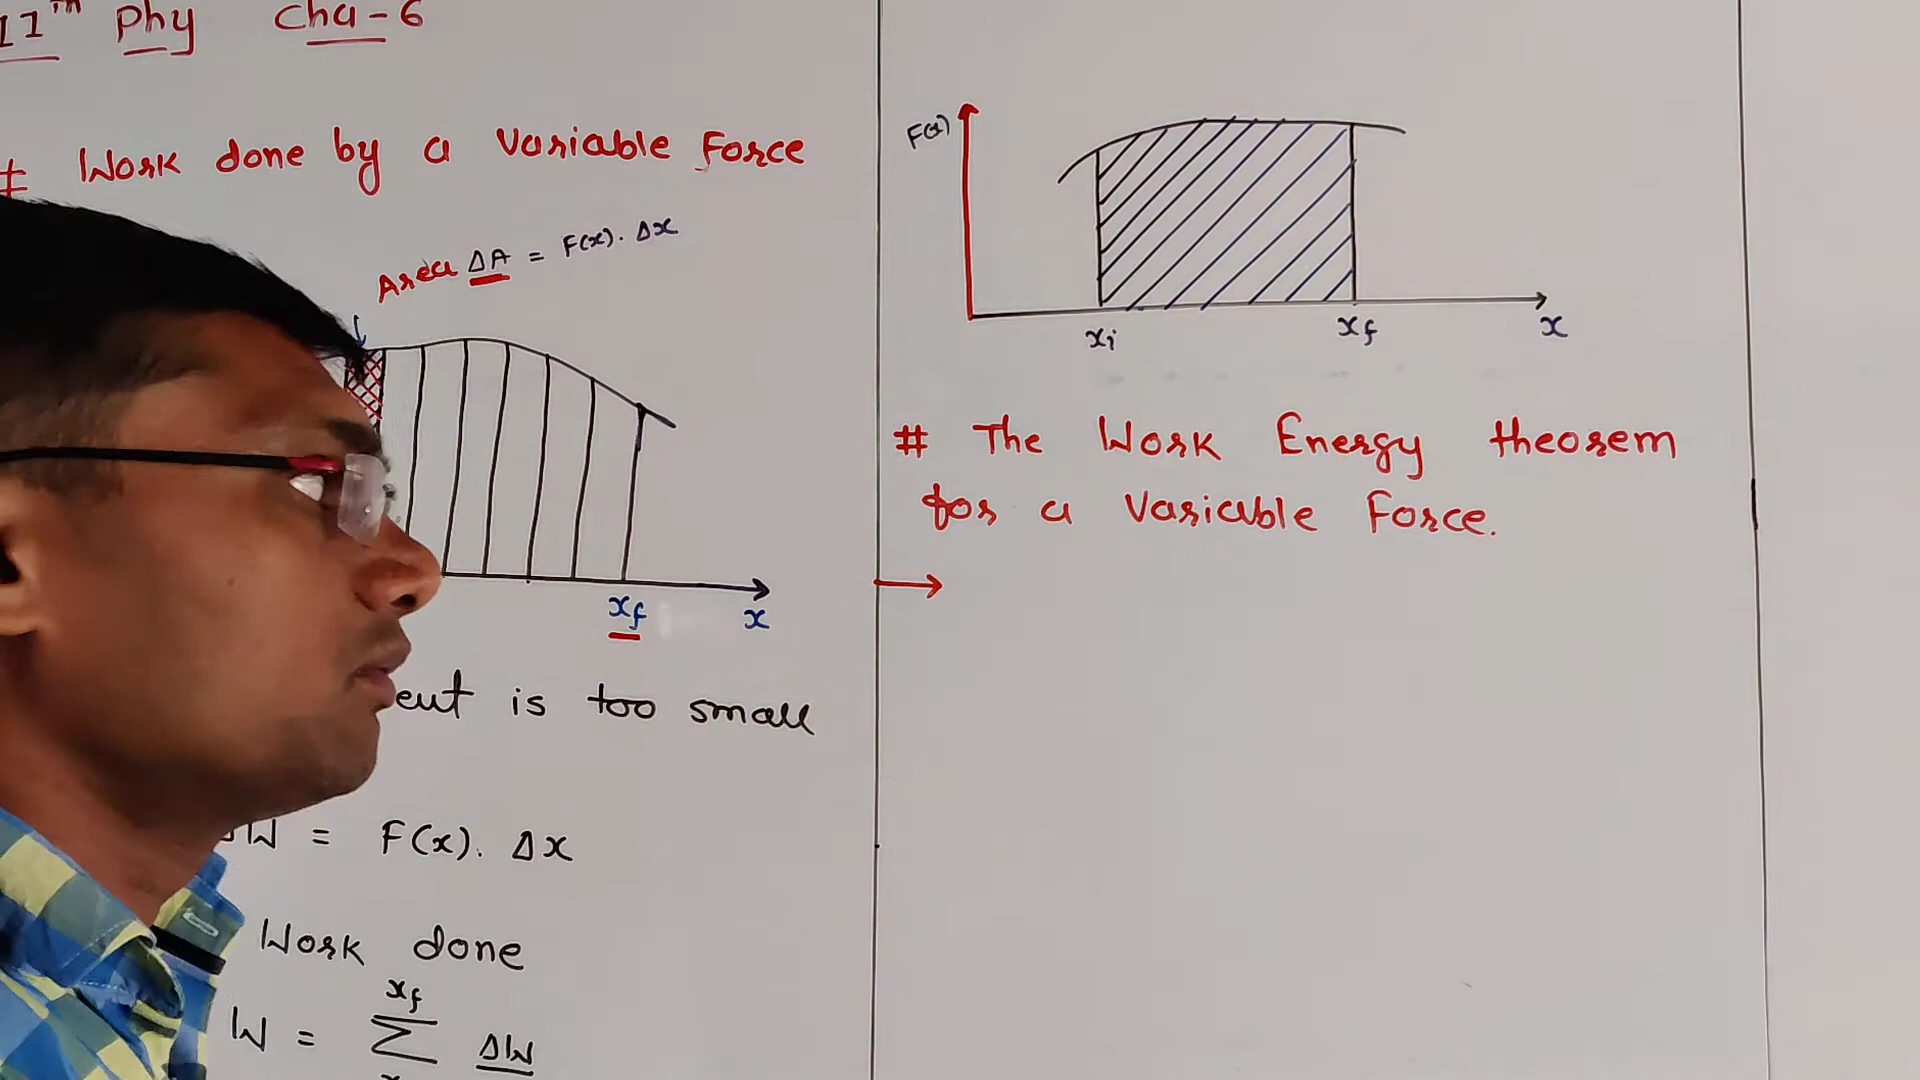 11th Phy Cha-6
# Work done by a Variable Force
Area ΔA = F(x). Δx
xf
x
is too small
ΔW = F(x). Δx
Work done
xf
W = Σ ΔW
F(x)
xi
xf
x
# The Work Energy theorem
for a Variable Force.